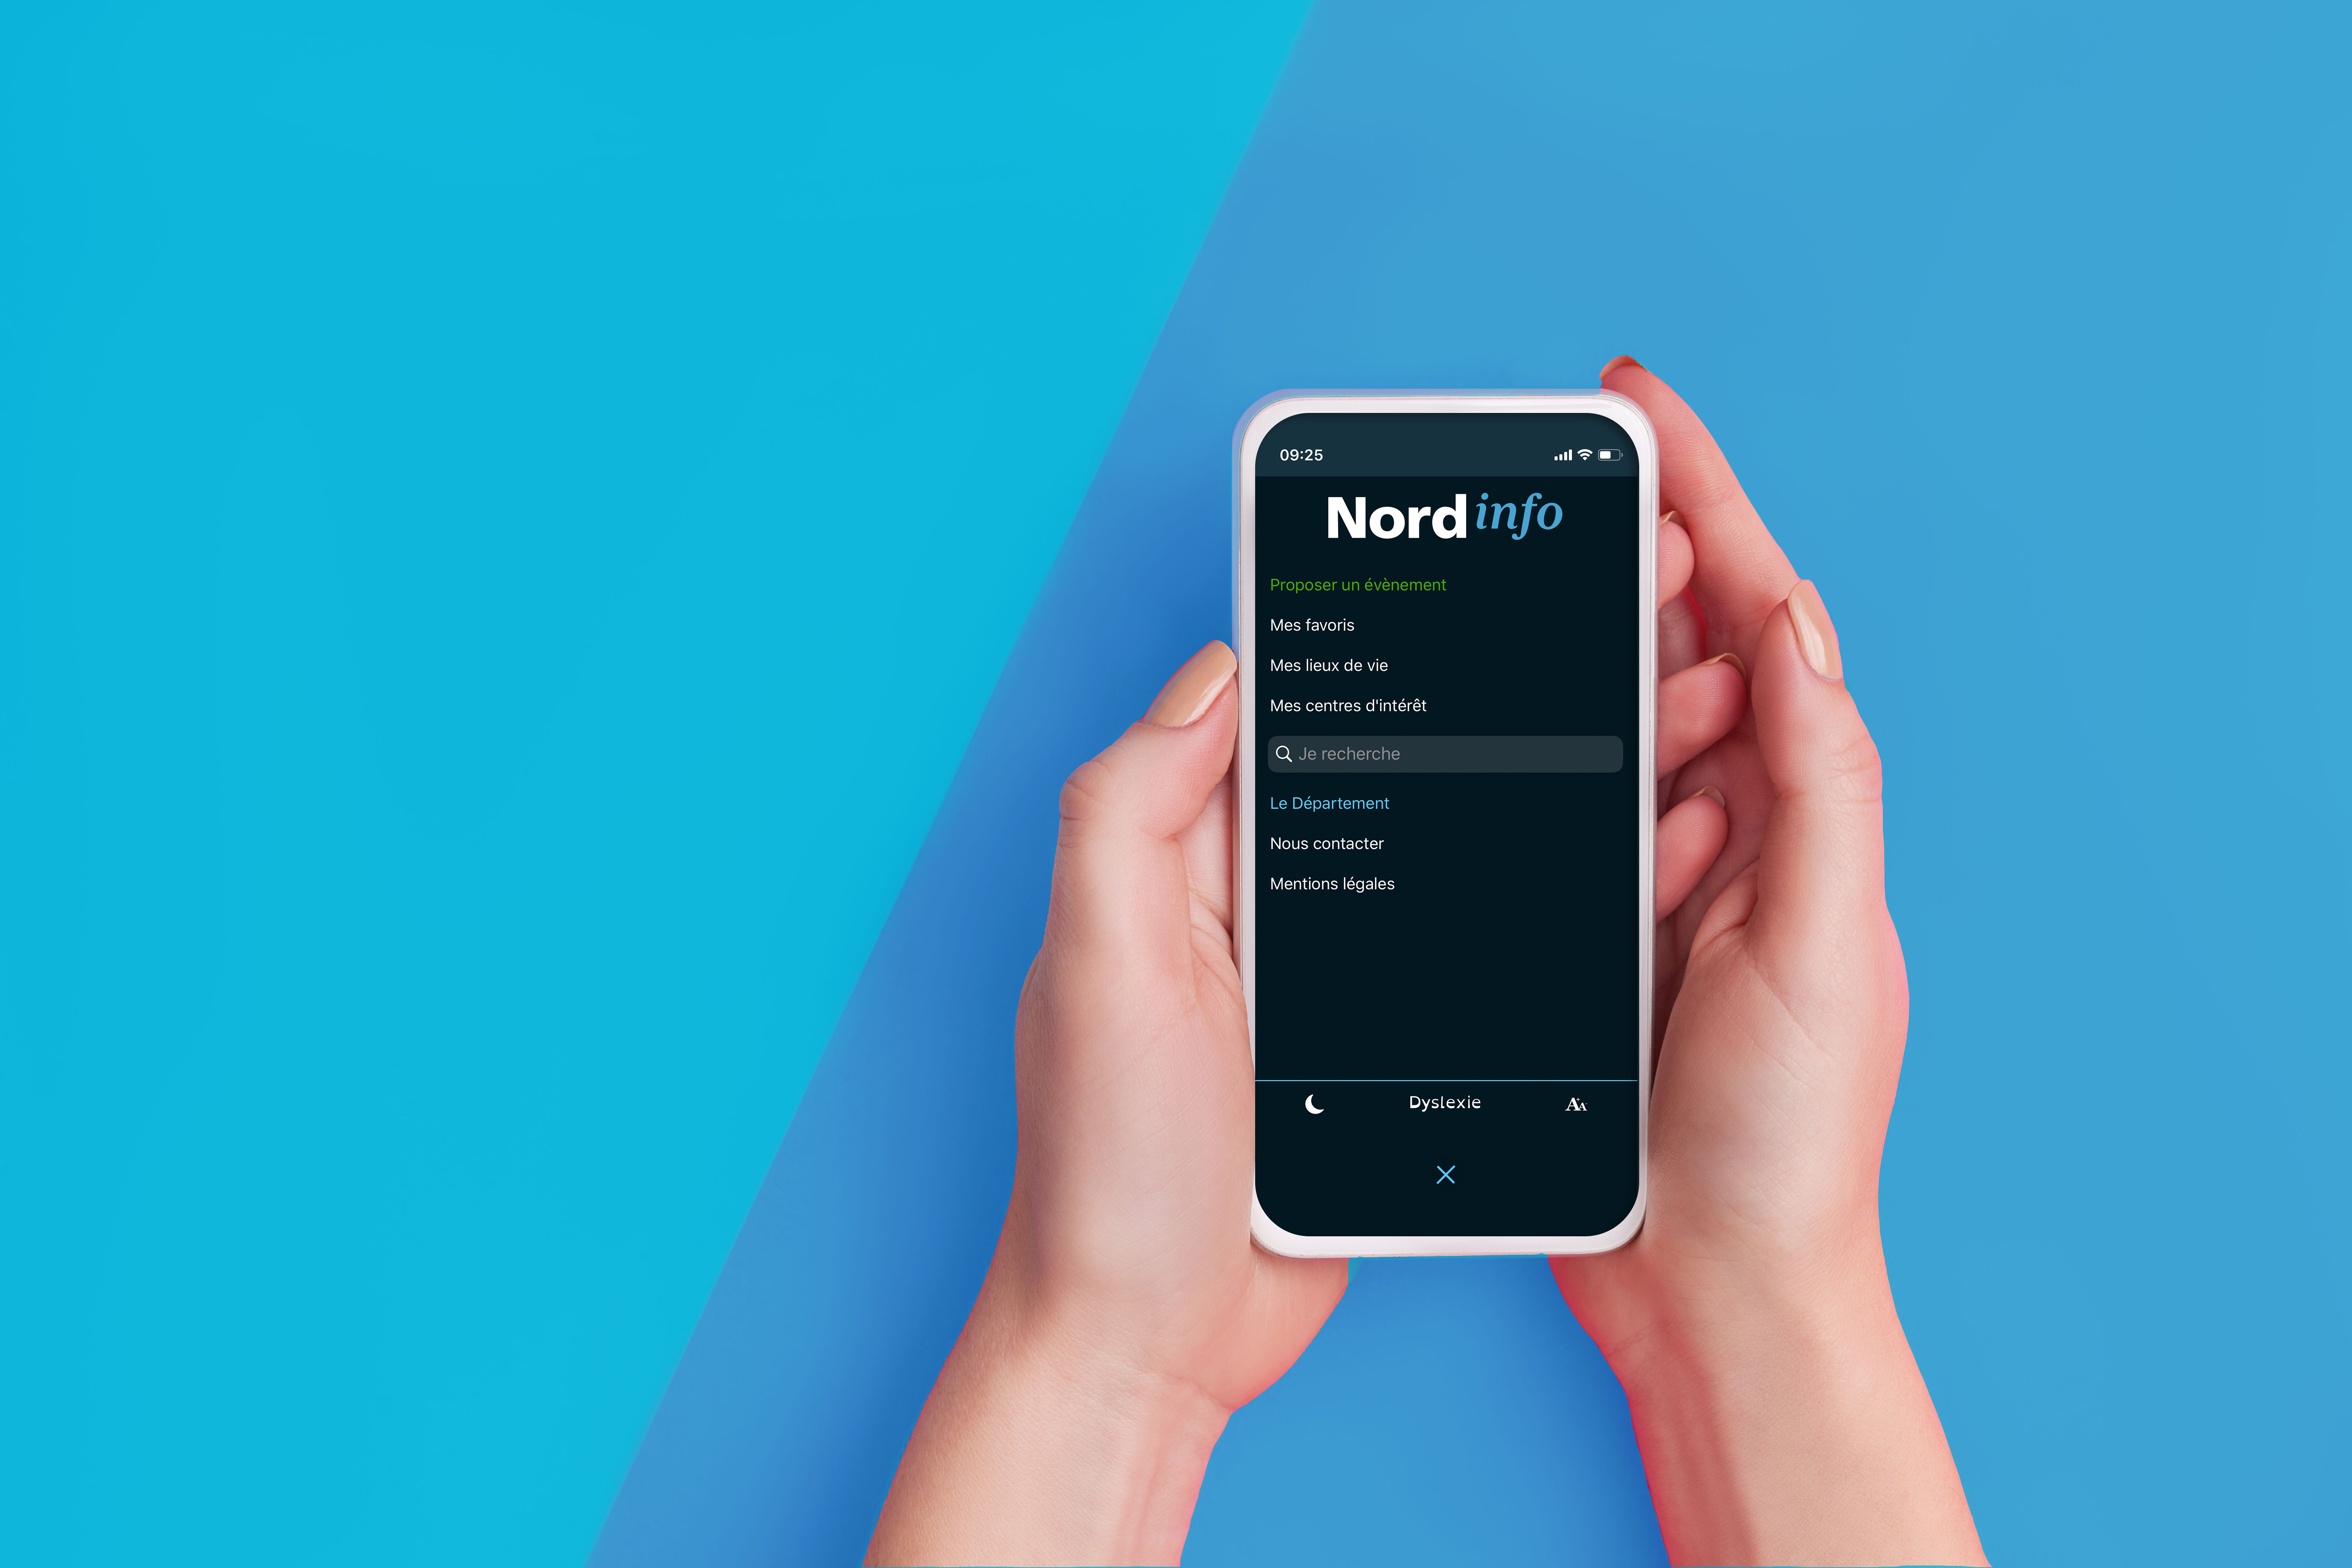 09:25
Nord info
Proposer un évènement
Mes favoris
Mes lieux de vie
Mes centres d'intérêt
Je recherche
Le Département
Nous contacter
Mentions légales
Dyslexie
AA